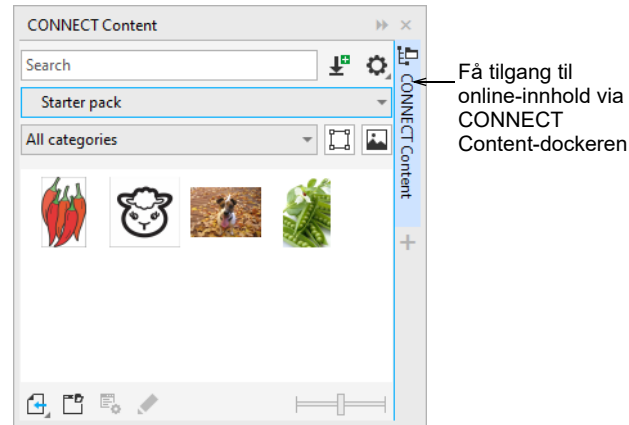 CONNECT Content
Search
Starter pack
All categories
CONNECT Content
Få tilgang til
online-innhold via
CONNECT
Content-dockeren